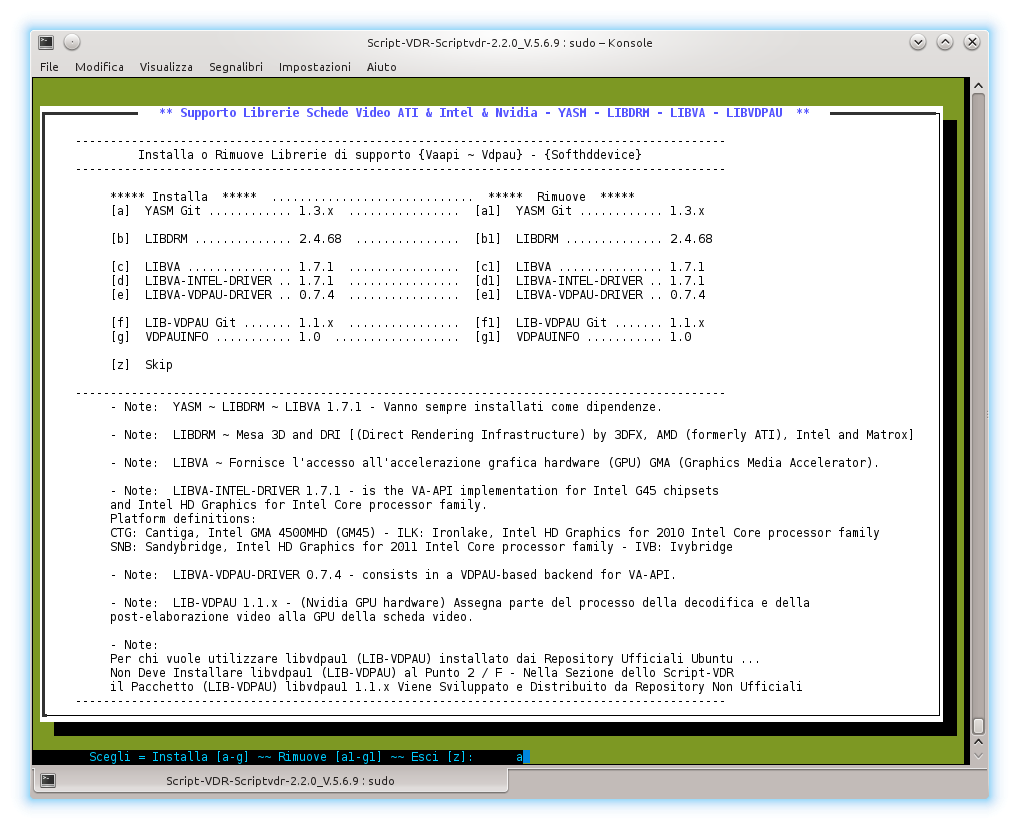 Script-VDR-Scriptvdr-2.2.0_V.5.6.9 : sudo – Konsole
File Modifica Visualizza Segnalibri Impostazioni Aiuto
** Supporto Librerie Schede Video ATI & Intel & Nvidia - YASM - LIBDRM - LIBVA - LIBVDPAU **
---------------------------------------------------------------------------------------------
Installa o Rimuove Librerie di supporto {Vaapi ~ Vdpau} - {Softhddevice}
---------------------------------------------------------------------------------------------
***** Installa ***** ............................. ***** Rimuove *****
[a] YASM Git ............ 1.3.x ................ [a1] YASM Git ............ 1.3.x
[b] LIBDRM .............. 2.4.68 ............... [b1] LIBDRM .............. 2.4.68
[c] LIBVA ............... 1.7.1 ................ [c1] LIBVA ............... 1.7.1
[d] LIBVA-INTEL-DRIVER .. 1.7.1 ................ [d1] LIBVA-INTEL-DRIVER .. 1.7.1
[e] LIBVA-VDPAU-DRIVER .. 0.7.4 ................ [e1] LIBVA-VDPAU-DRIVER .. 0.7.4
[f] LIB-VDPAU Git ....... 1.1.x ................ [f1] LIB-VDPAU Git ....... 1.1.x
[g] VDPAUINFO ........... 1.0 .................. [g1] VDPAUINFO ........... 1.0
[z] Skip
---------------------------------------------------------------------------------------------
- Note: YASM ~ LIBDRM ~ LIBVA 1.7.1 - Vanno sempre installati come dipendenze.
- Note: LIBDRM ~ Mesa 3D and DRI [(Direct Rendering Infrastructure) by 3DFX, AMD (formerly ATI), Intel and Matrox]
- Note: LIBVA ~ Fornisce l'accesso all'accelerazione grafica hardware (GPU) GMA (Graphics Media Accelerator).
- Note: LIBVA-INTEL-DRIVER 1.7.1 - is the VA-API implementation for Intel G45 chipsets
and Intel HD Graphics for Intel Core processor family.
Platform definitions:
CTG: Cantiga, Intel GMA 4500MHD (GM45) - ILK: Ironlake, Intel HD Graphics for 2010 Intel Core processor family
SNB: Sandybridge, Intel HD Graphics for 2011 Intel Core processor family - IVB: Ivybridge
- Note: LIBVA-VDPAU-DRIVER 0.7.4 - consists in a VDPAU-based backend for VA-API.
- Note: LIB-VDPAU 1.1.x - (Nvidia GPU hardware) Assegna parte del processo della decodifica e della
post-elaborazione video alla GPU della scheda video.
- Note:
Per chi vuole utilizzare libvdpau1 (LIB-VDPAU) installato dai Repository Ufficiali Ubuntu ...
Non Deve Installare libvdpau1 (LIB-VDPAU) al Punto 2 / F - Nella Sezione dello Script-VDR
il Pacchetto (LIB-VDPAU) libvdpau1 1.1.x Viene Sviluppato e Distribuito da Repository Non Ufficiali
---------------------------------------------------------------------------------------------
Scegli = Installa [a-g] ~~ Rimuove [a1-g1] ~~ Esci [z]: a
Script-VDR-Scriptvdr-2.2.0_V.5.6.9 : sudo